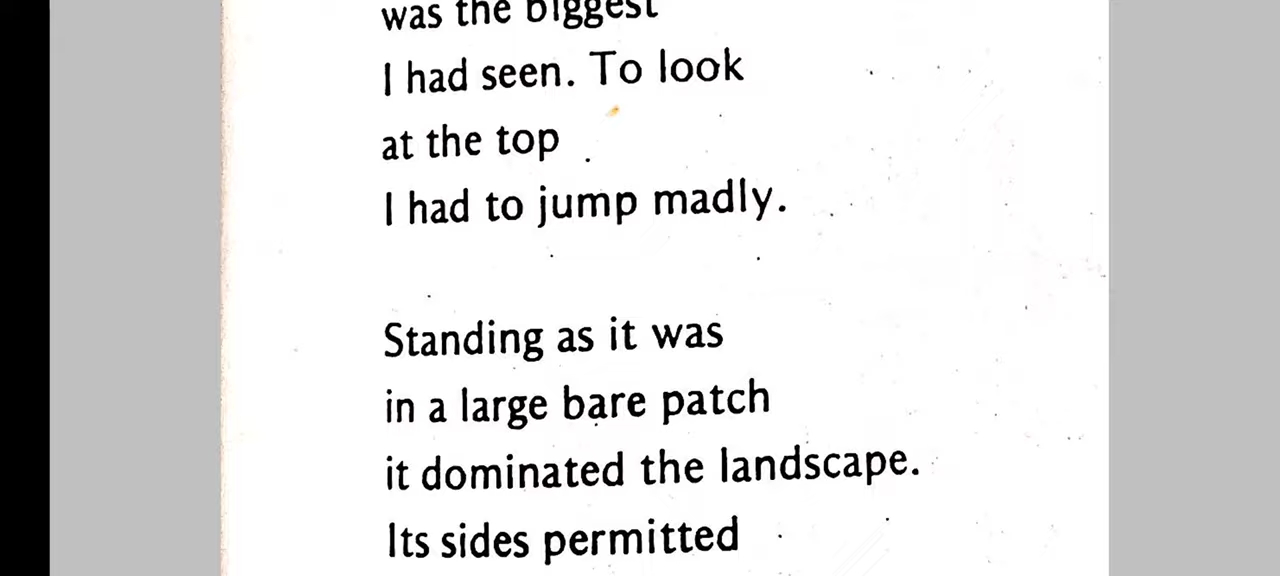 was the biggest
I had seen. To look
at the top
I had to jump madly.
Standing as it was
in a large bare patch
it dominated the landscape.
Its sides permitted